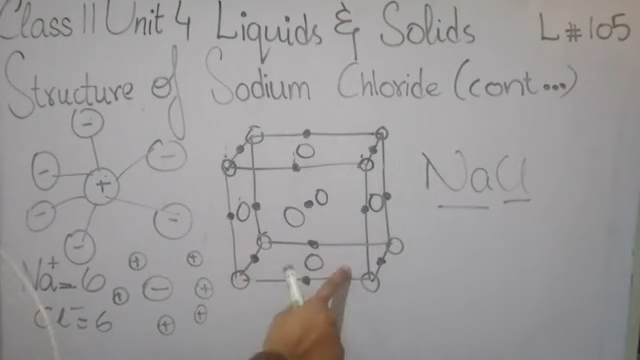 Class 11 Unit 4 Liquids & Solids L#105
Structure of Sodium Chloride (cont...)
NaCl
Na⁺=6
Cl⁻=6